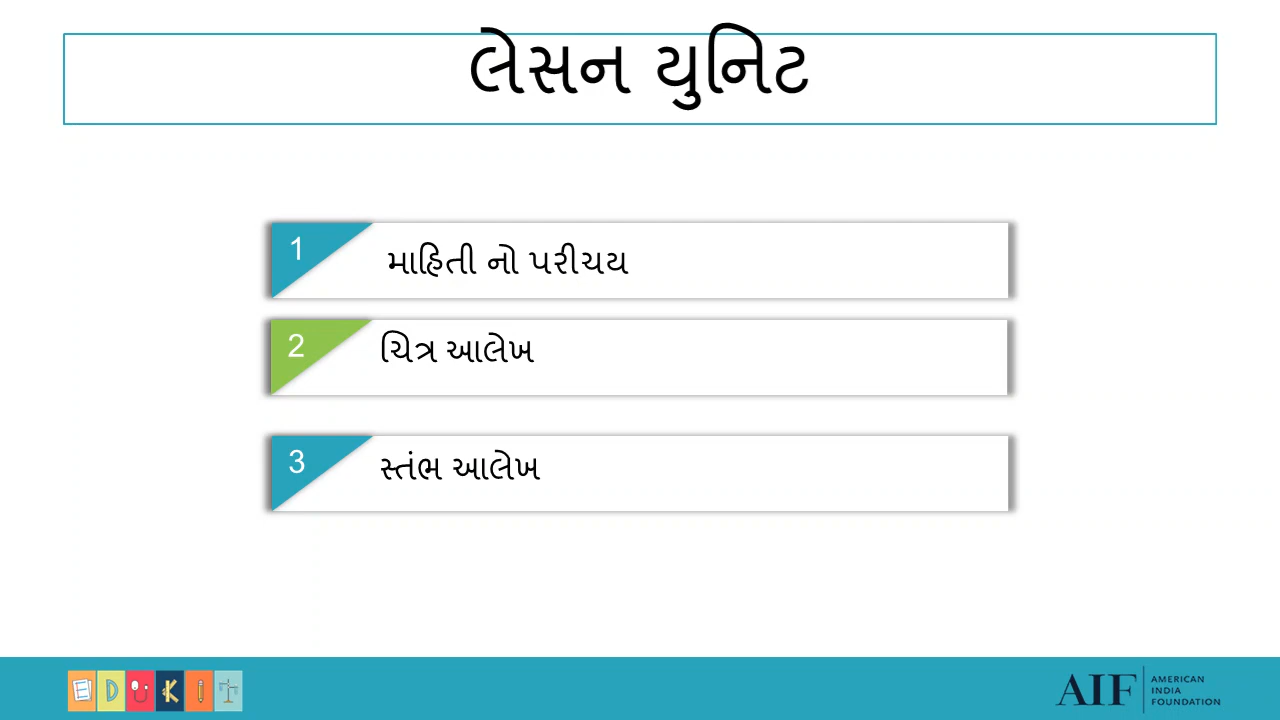 લેસન યુનિટ
1
માહિતી નો પરીચય
2
ચિત્ર આલેખ
3
સ્તંભ આલેખ
EDUKIT
AIF
AMERICAN
INDIA
FOUNDATION